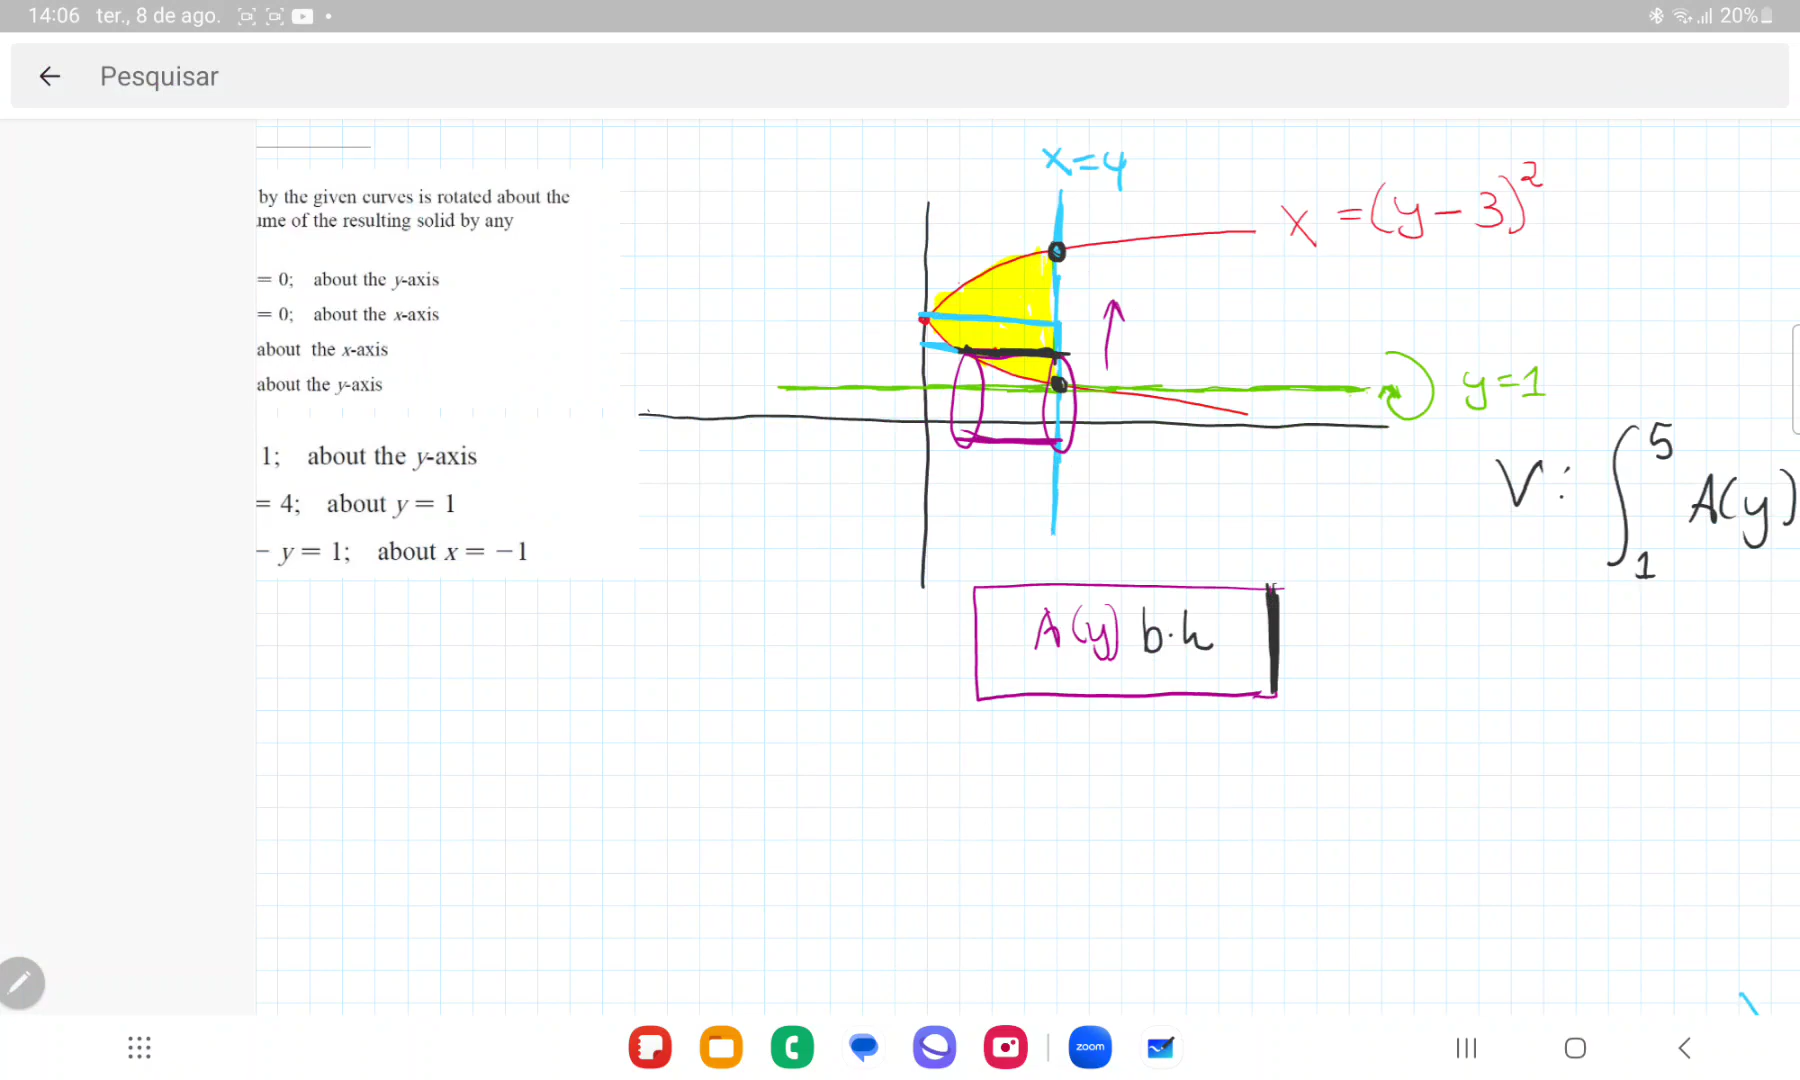 14:06 ter., 8 de ago.
20%
Pesquisar
by the given curves is rotated about the
ume of the resulting solid by any
= 0; about the y-axis
= 0; about the x-axis
about the x-axis
about the y-axis
1; about the y-axis
= 4; about y = 1
- y = 1; about x = −1
x=4
x = (y-3)²
y=1
V: ∫₁⁵ A(y)
A(y) b·h
zoom